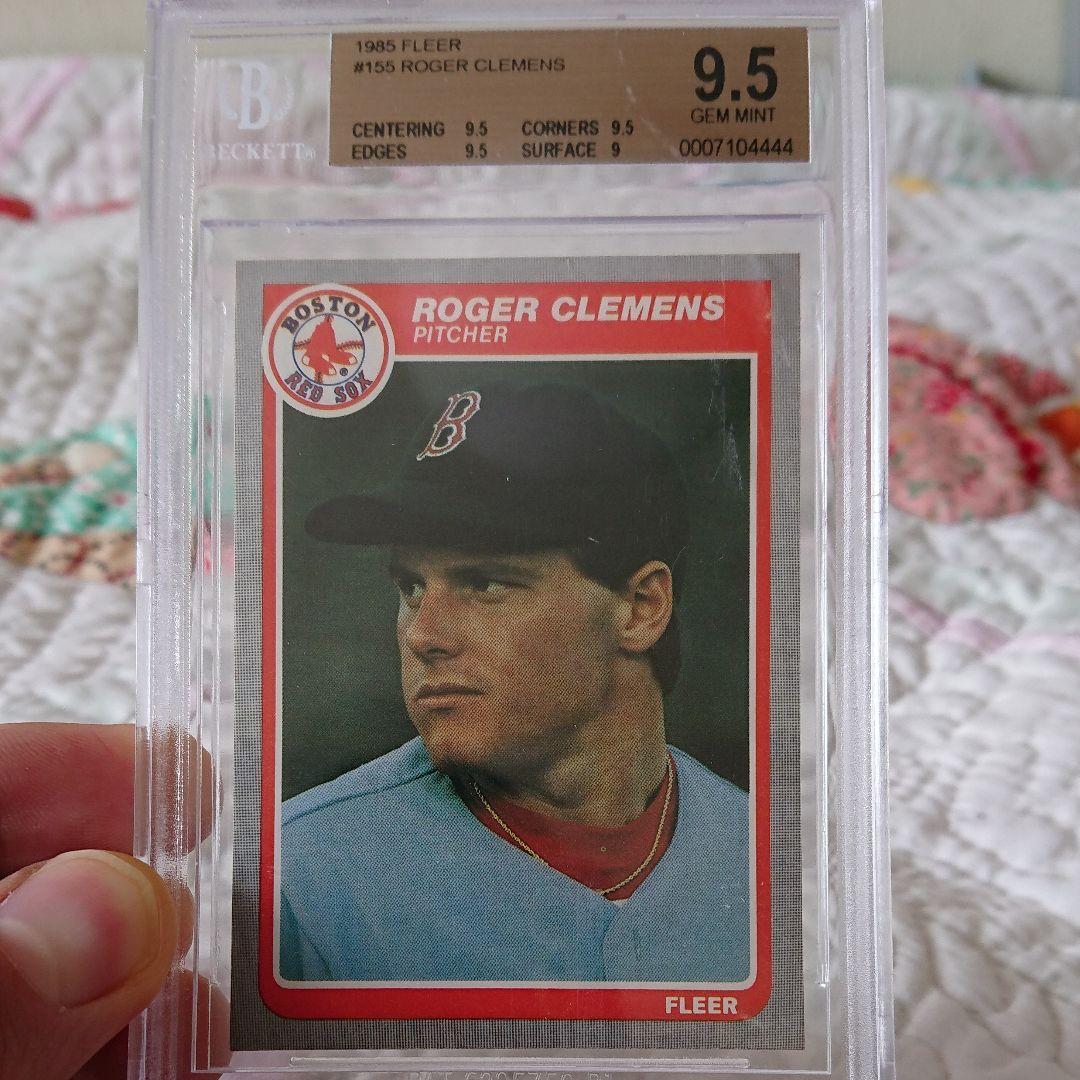 1985 FLEER
#155 ROGER CLEMENS
9.5
GEM MINT
CENTERING 9.5 CORNERS 9.5
EDGES 9.5 SURFACE 9
0007104444
B
BECKETT®
BOSTON
RED SOX
®
ROGER CLEMENS
PITCHER
B
FLEER